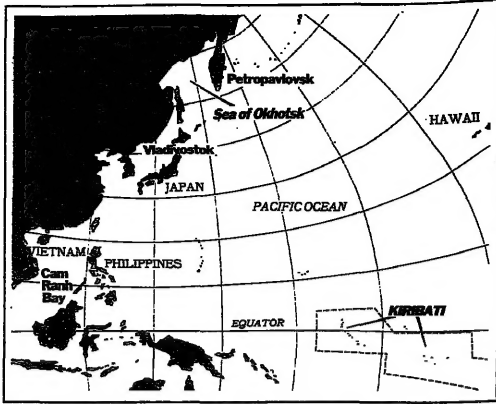 Petropavlovsk
Sea of Okhotsk
HAWAII
Vladivostok
JAPAN
PACIFIC OCEAN
VIETNAM
PHILIPPINES
Cam
Ranh
Bay
EQUATOR
KIRIBATI